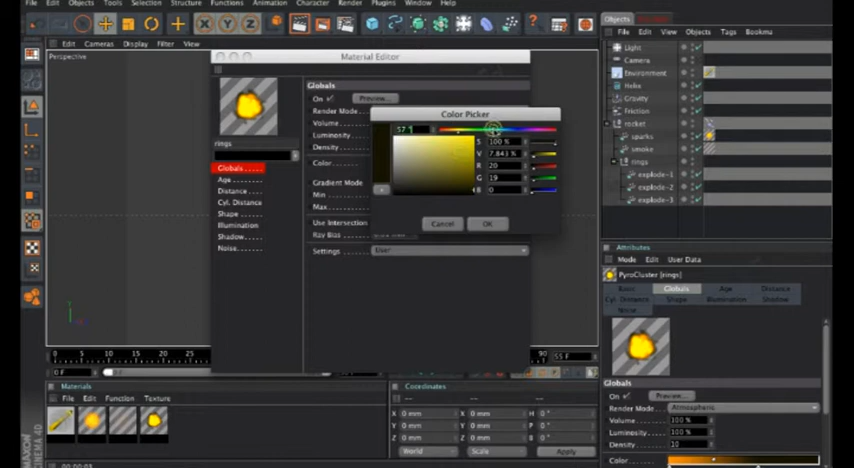 File Edit Objects Tools Selection Structure Functions Animation Character Render Plugins Window Help
Edit Cameras Display Filter View
Perspective
Material Editor
rings
Globals
Age
Distance
Cyl. Distance
Shape
Illumination
Shadow
Noise
Globals
On Preview...
Render Mode
Volume
Luminosity
Density
Color
Gradient Mode
Min
Max
Use Intersection
Ray Bias
Settings User
Color Picker
57
S 100 %
V 7.843 %
R 20
G 19
B 0
Cancel OK
Objects
File Edit View Objects Tags Bookma
Light
Camera
Environment
Helix
Gravity
Friction
rocket
sparks
smoke
rings
explode-1
explode-2
explode-3
Attributes
Mode Edit User Data
PyroCluster [rings]
Basic Globals Age Distance
Cyl. Distance Shape Illumination Shadow
Noise
Globals
On Preview...
Render Mode Atmospheric
Volume 100 %
Luminosity 100 %
Density 10
Color
0 5 10 15 20 25 90 55 F
0 F
Materials
File Edit Function Texture
Coordinates
X 0 mm X 0 mm H 0 °
Y 0 mm Y 0 mm P 0 °
Z 0 mm Z 0 mm B 0 °
World Scale Apply
MAXON CINEMA 4D